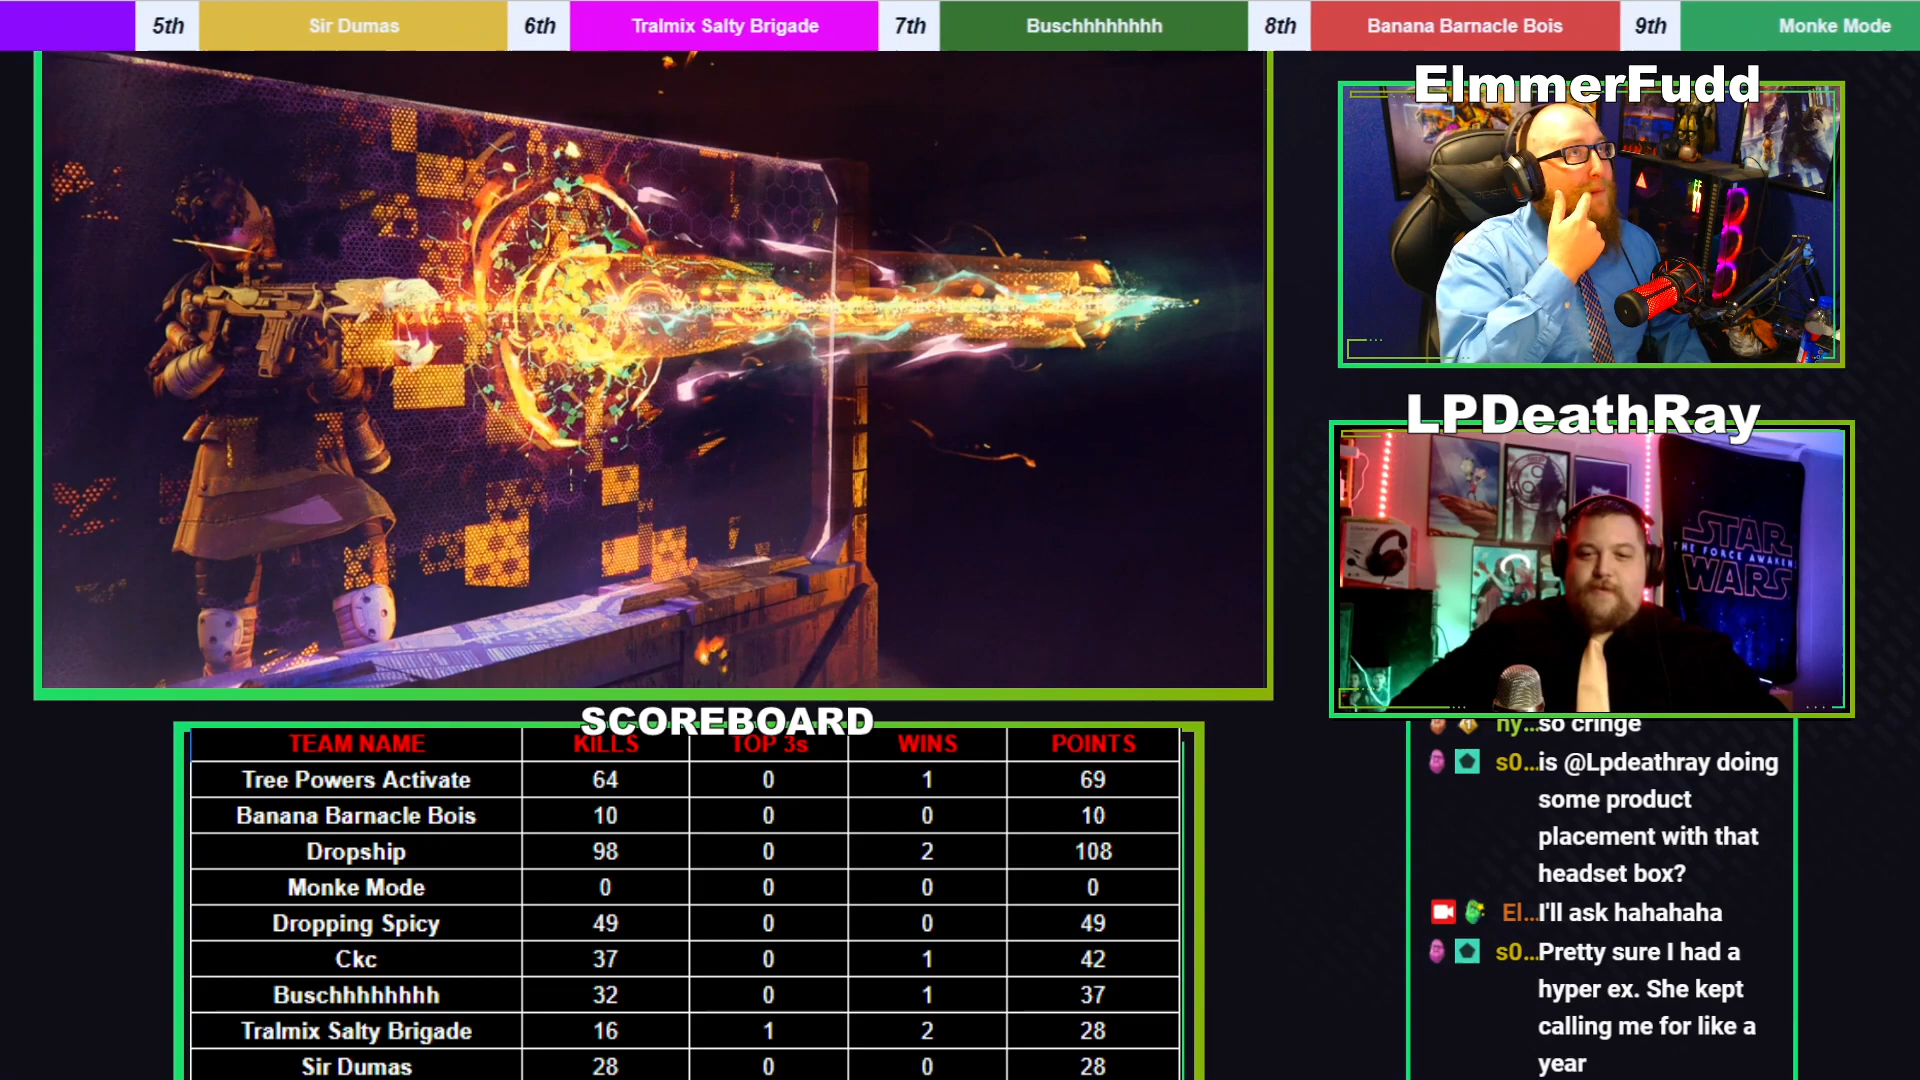 5th Sir Dumas 6th Tralmix Salty Brigade 7th Buschhhhhhhh 8th Banana Barnacle Bois 9th Monke Mode
ElmmerFudd
LPDeathRay
STAR
THE FORCE AWAKENS
WARS
SCOREBOARD
TEAM NAME KILLS TOP 3s WINS POINTS
Tree Powers Activate 64 0 1 69
Banana Barnacle Bois 10 0 0 10
Dropship 98 0 2 108
Monke Mode 0 0 0 0
Dropping Spicy 49 0 0 49
Ckc 37 0 1 42
Buschhhhhhhh 32 0 1 37
Tralmix Salty Brigade 16 1 2 28
Sir Dumas 28 0 0 28
ny...so cringe
s0...is @Lpdeathray doing
some product
placement with that
headset box?
El...I'll ask hahahaha
s0...Pretty sure I had a
hyper ex. She kept
calling me for like a
year